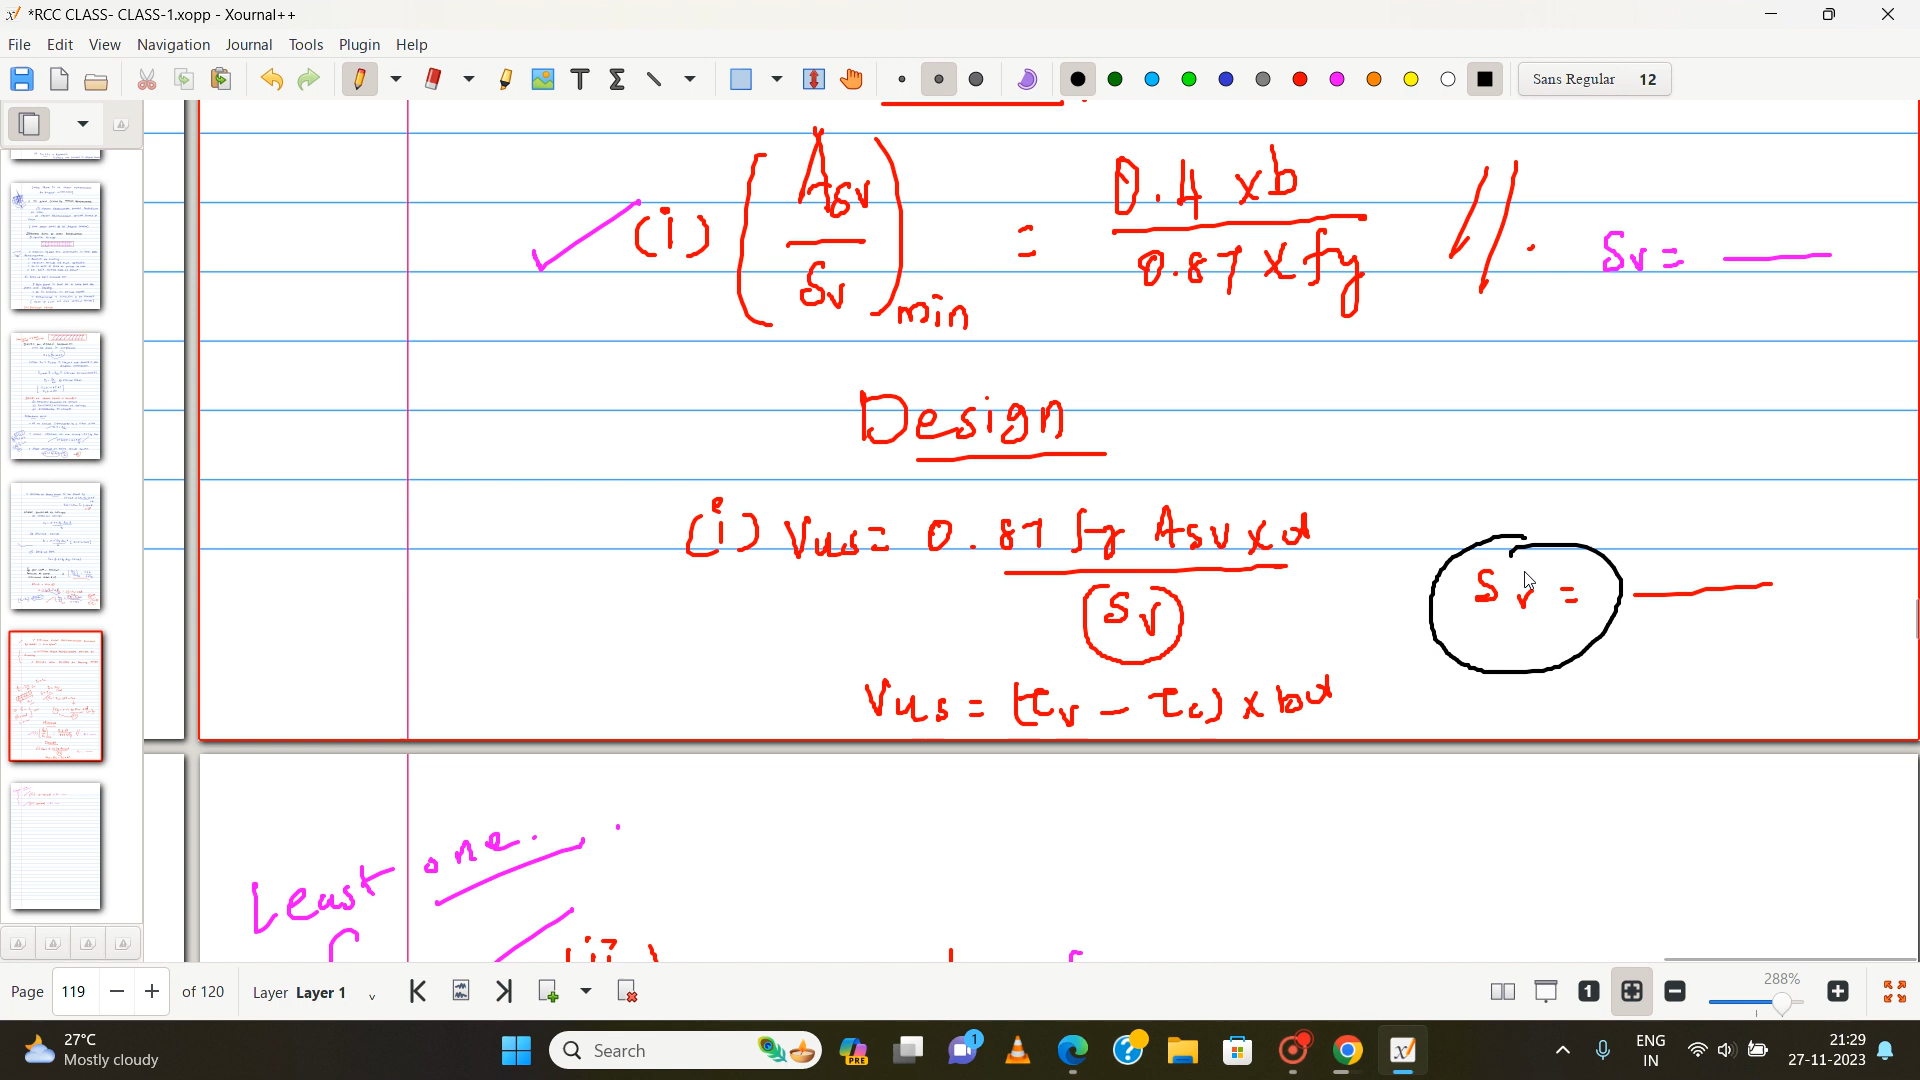 *RCC CLASS- CLASS-1.xopp - Xournal++
File Edit View Navigation Journal Tools Plugin Help
Sans Regular 12
(i) (Asv / Sv)min = 0.4 x b / 0.87 x fy // . Sv =
Design
(i) Vus = 0.87 fy Asv x d / Sv
Sv =
Vus = (τv - τc) x bd
Least one.
Page 119 of 120 Layer Layer 1 1 288%
27°C
Mostly cloudy
Search
PRE
1
ENG
IN
21:29
27-11-2023